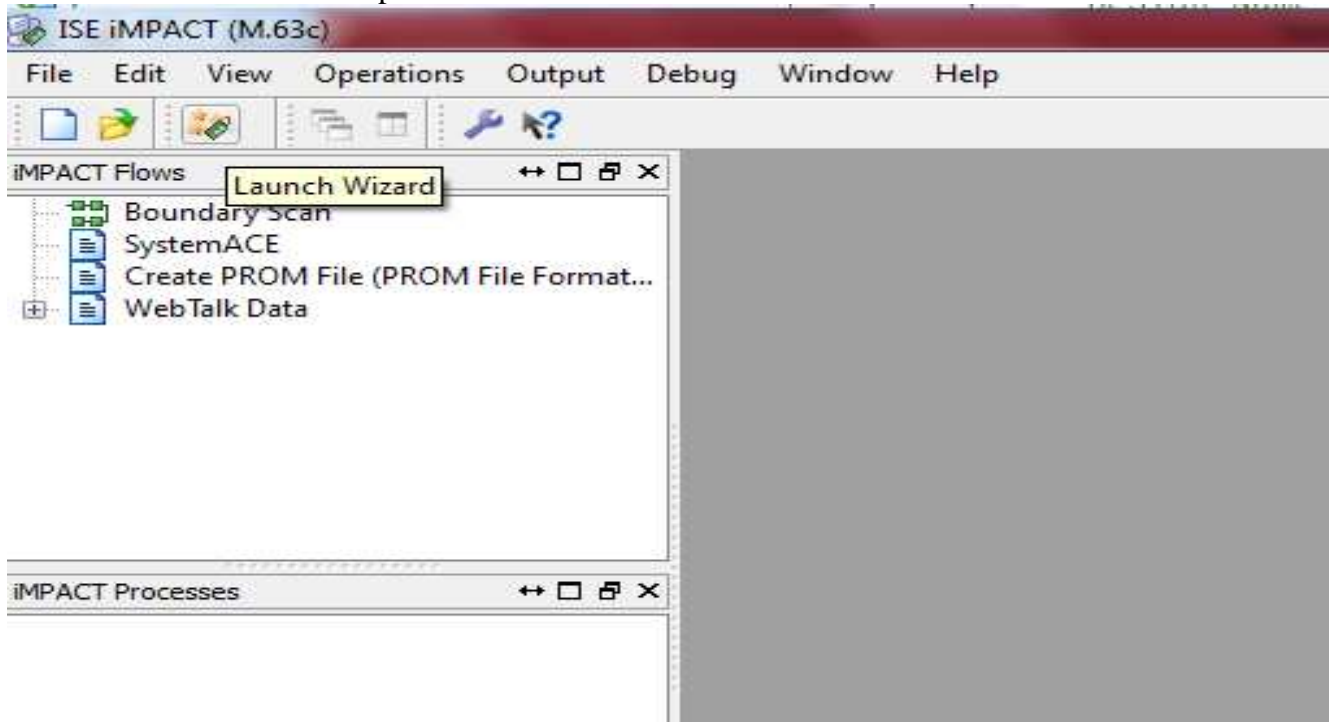 ISE iMPACT (M.63c)
File Edit View Operations Output Debug Window Help
iMPACT Flows
Launch Wizard
Boundary Scan
SystemACE
Create PROM File (PROM File Format...
WebTalk Data
iMPACT Processes